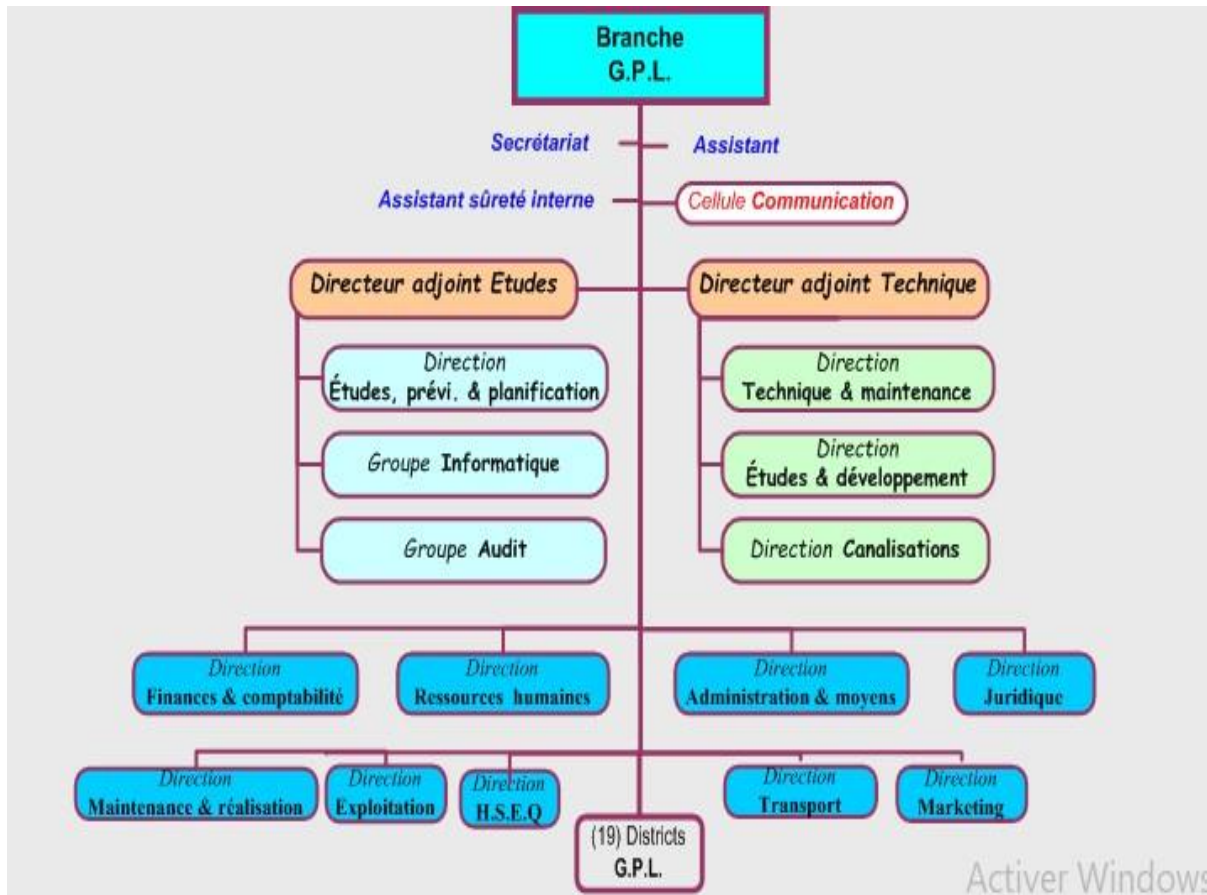 Branche
G.P.L.
Secrétariat
Assistant
Assistant sûreté interne
Cellule Communication
Directeur adjoint Etudes
Directeur adjoint Technique
Direction
Études, prévi. & planification
Direction
Technique & maintenance
Groupe Informatique
Direction
Études & développement
Groupe Audit
Direction Canalisations
Direction
Finances & comptabilité
Direction
Ressources humaines
Direction
Administration & moyens
Direction
Juridique
Direction
Maintenance & réalisation
Direction
Exploitation
Direction
H.S.E.Q
Direction
Transport
Direction
Marketing
(19) Districts
G.P.L.
Activer Windows